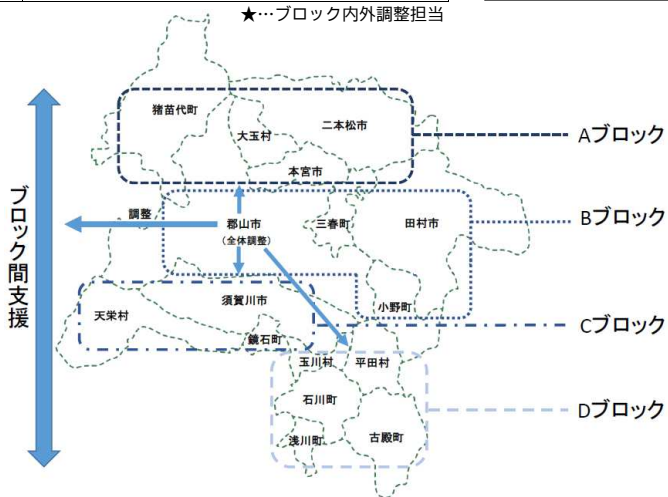 ★…ブロック内外調整担当
猪苗代町
大玉村
二本松市
本宮市
Aブロック
ブロック間支援
調整
郡山市
（全体調整）
三春町
田村市
Bブロック
小野町
天栄村
須賀川市
鏡石町
Cブロック
玉川村
平田村
石川町
浅川町
古殿町
Dブロック